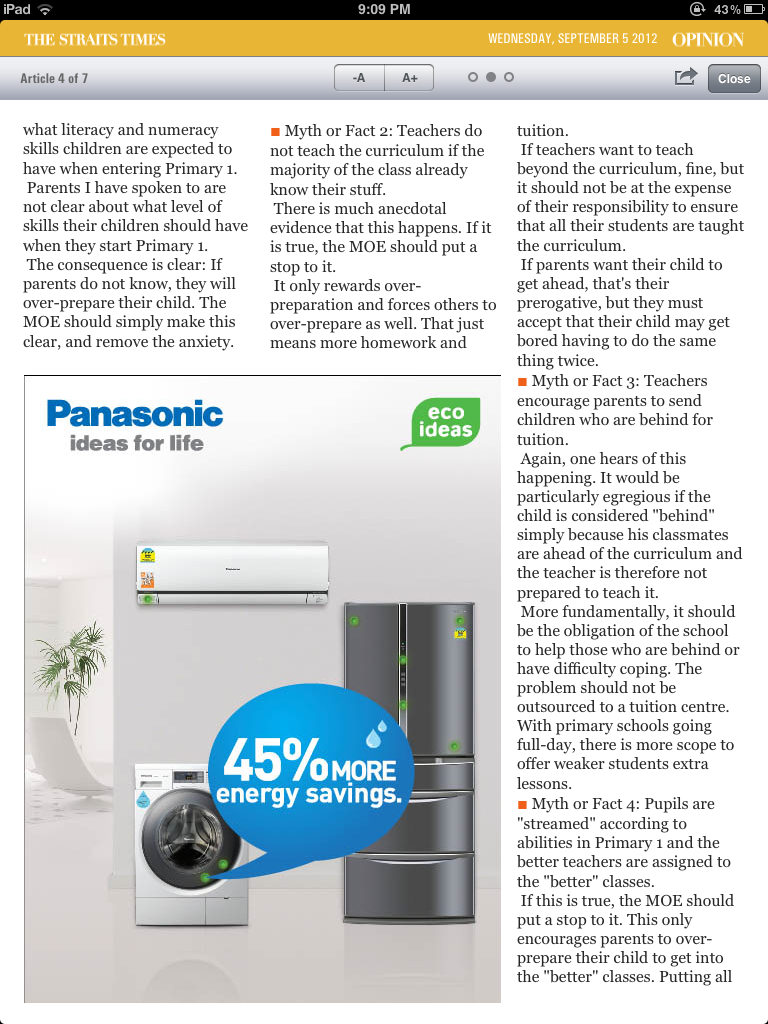 iPad
9:09 PM
43%
THE STRAITS TIMES
WEDNESDAY, SEPTEMBER 5 2012
OPINION
Article 4 of 7
-A
A+
Close
what literacy and numeracy
skills children are expected to
have when entering Primary 1.
Parents I have spoken to are
not clear about what level of
skills their children should have
when they start Primary 1.
The consequence is clear: If
parents do not know, they will
over-prepare their child. The
MOE should simply make this
clear, and remove the anxiety.
■ Myth or Fact 2: Teachers do
not teach the curriculum if the
majority of the class already
know their stuff.
There is much anecdotal
evidence that this happens. If it
is true, the MOE should put a
stop to it.
It only rewards over-
preparation and forces others to
over-prepare as well. That just
means more homework and
tuition.
If teachers want to teach
beyond the curriculum, fine, but
it should not be at the expense
of their responsibility to ensure
that all their students are taught
the curriculum.
If parents want their child to
get ahead, that's their
prerogative, but they must
accept that their child may get
bored having to do the same
thing twice.
■ Myth or Fact 3: Teachers
encourage parents to send
children who are behind for
tuition.
Again, one hears of this
happening. It would be
particularly egregious if the
child is considered "behind"
simply because his classmates
are ahead of the curriculum and
the teacher is therefore not
prepared to teach it.
More fundamentally, it should
be the obligation of the school
to help those who are behind or
have difficulty coping. The
problem should not be
outsourced to a tuition centre.
With primary schools going
full-day, there is more scope to
offer weaker students extra
lessons.
■ Myth or Fact 4: Pupils are
"streamed" according to
abilities in Primary 1 and the
better teachers are assigned to
the "better" classes.
If this is true, the MOE should
put a stop to it. This only
encourages parents to over-
prepare their child to get into
the "better" classes. Putting all
Panasonic
ideas for life
eco
ideas
Panasonic
45% MORE
energy savings.